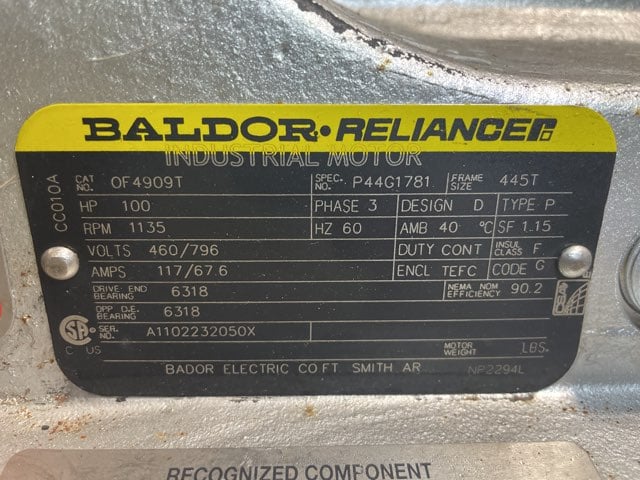 BALDOR•RELIANCER
INDUSTRIAL MOTOR
CC010A
CAT. NO. OF4909T SPEC. NO. P44G1781 FRAME SIZE 445T
HP 100 PHASE 3 DESIGN D TYPE P
RPM 1135 HZ 60 AMB 40 °C SF 1.15
VOLTS 460/796 DUTY CONT INSUL CLASS F
AMPS 117/67.6 ENCL TEFC CODE G
DRIVE END BEARING 6318 NEMA NOM EFFICIENCY 90.2
OPP D.E. BEARING 6318
SER. NO. A1102232050X
C US MOTOR WEIGHT LBS.
BADOR ELECTRIC CO FT. SMITH AR NP2294L
RECOGNIZED COMPONENT